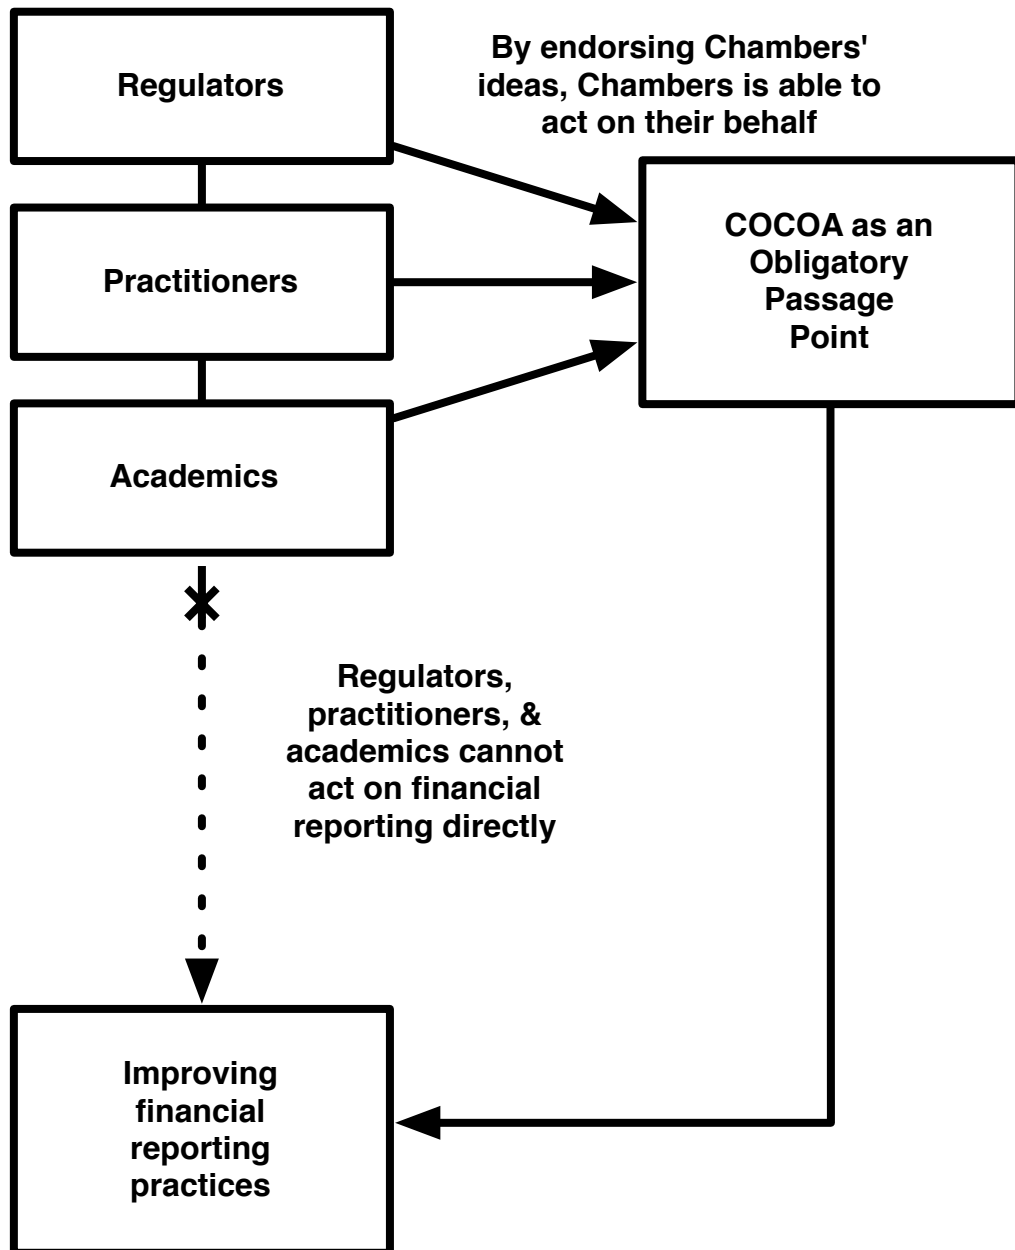 Regulators
By endorsing Chambers'
ideas, Chambers is able to
act on their behalf
Practitioners
COCOA as an
Obligatory
Passage
Point
Academics
Regulators,
practitioners, &
academics cannot
act on financial
reporting directly
Improving
financial
reporting
practices